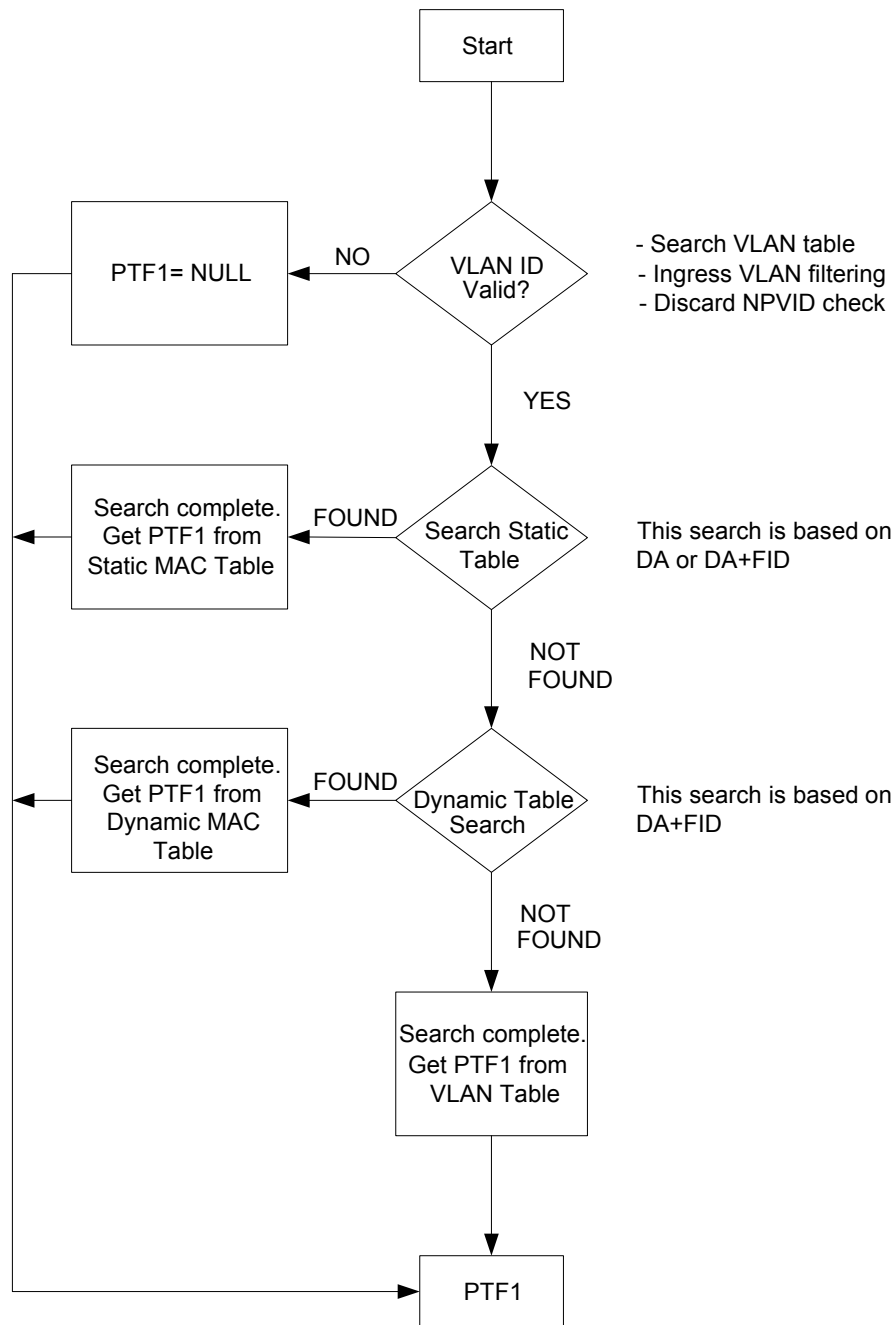 Start
PTF1= NULL
NO
VLAN ID
Valid?
- Search VLAN table
- Ingress VLAN filtering
- Discard NPVID check
YES
Search complete.
Get PTF1 from
Static MAC Table
FOUND
Search Static
Table
This search is based on
DA or DA+FID
NOT
FOUND
Search complete.
Get PTF1 from
Dynamic MAC
Table
FOUND
Dynamic Table
Search
This search is based on
DA+FID
NOT
FOUND
Search complete.
Get PTF1 from
VLAN Table
PTF1